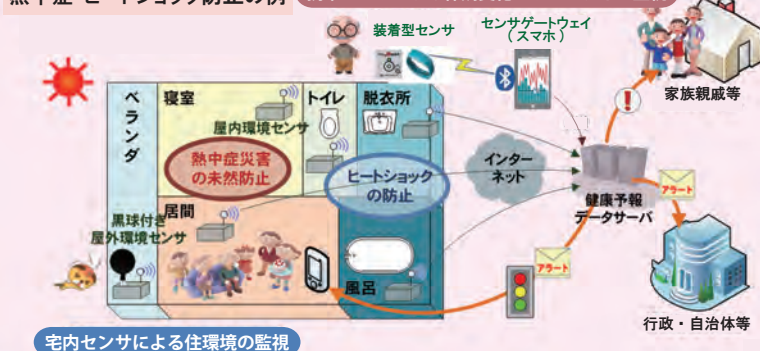 熱中症・ヒートショック防止の例
装着型センサ
センサゲートウェイ
(スマホ)
家族親戚等
ベランダ
寝室
トイレ
脱衣所
屋内環境センサ
熱中症災害
の未然防止
ヒートショック
の防止
インター
ネット
健康予報
データサーバ
アラート
居間
黒球付き
屋外環境センサ
風呂
アラート
行政・自治体等
宅内センサによる住環境の監視